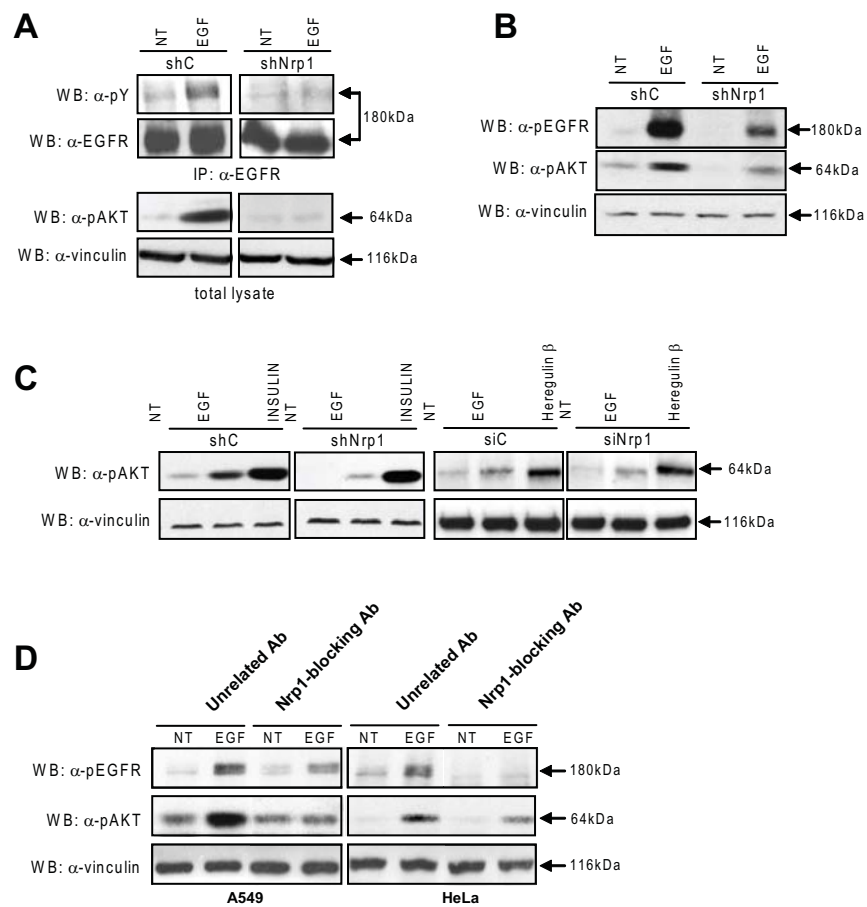 A
NT EGF NT EGF
shC shNrp1
WB: α-pY
180kDa
WB: α-EGFR
IP: α-EGFR
WB: α-pAKT 64kDa
WB: α-vinculin 116kDa
total lysate
B
NT EGF NT EGF
shC shNrp1
WB: α-pEGFR 180kDa
WB: α-pAKT 64kDa
WB: α-vinculin 116kDa
C
NT EGF INSULIN NT EGF INSULIN NT EGF Heregulin β NT EGF Heregulin β
shC shNrp1 siC siNrp1
WB: α-pAKT 64kDa
WB: α-vinculin 116kDa
D
Unrelated Ab Nrp1-blocking Ab Unrelated Ab Nrp1-blocking Ab
NT EGF NT EGF NT EGF NT EGF
WB: α-pEGFR 180kDa
WB: α-pAKT 64kDa
WB: α-vinculin 116kDa
A549 HeLa